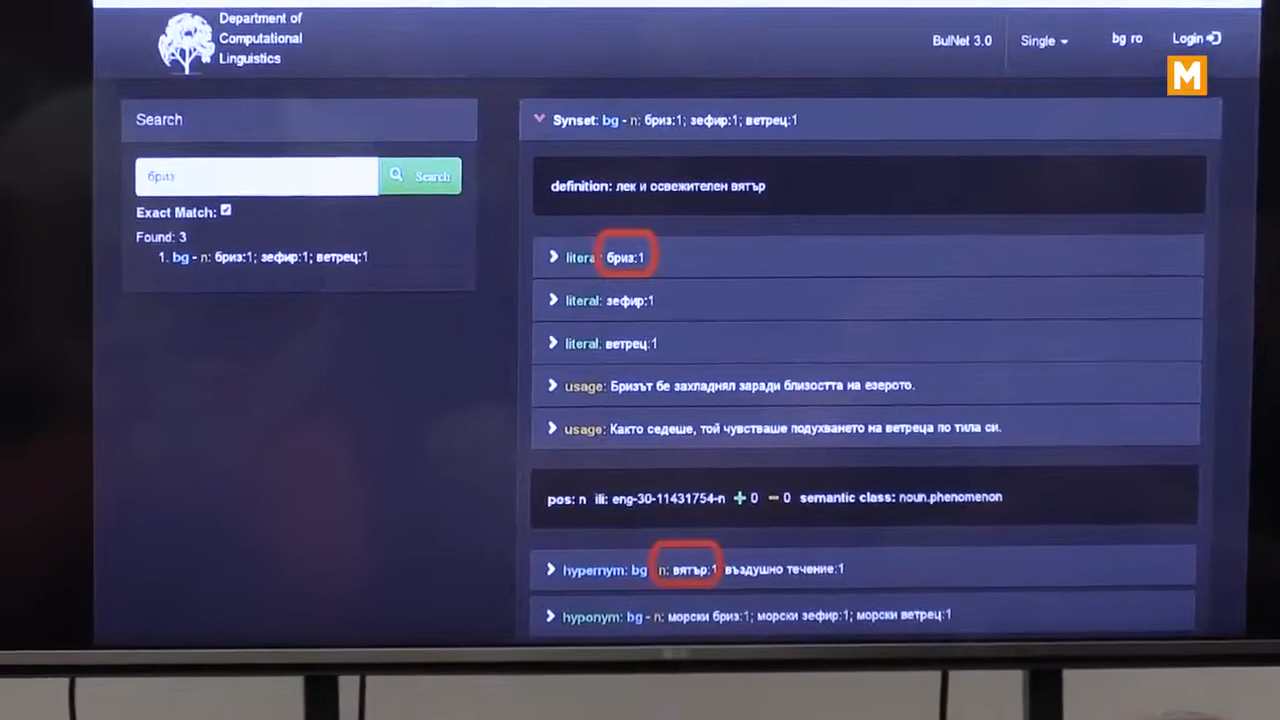 Department of
Computational
Linguistics
BulNet 3.0
Single
bg ro
Login
M
Search
бриз
Search
Exact Match:
Found: 3
1. bg - n: бриз:1; зефир:1; ветрец:1
Synset: bg - n: бриз:1; зефир:1; ветрец:1
definition: лек и освежителен вятър
litera : бриз:1
literal: зефир:1
literal: ветрец:1
usage: Бризът бе захладнял заради близостта на езерото.
usage: Както седеше, той чувстваше подухването на ветреца по тила си.
pos: n ili: eng-30-11431754-n + 0 - 0 semantic class: noun.phenomenon
hypernym: bg n: вятър:1 въздушно течение:1
hyponym: bg - n: морски бриз:1; морски зефир:1; морски ветрец:1